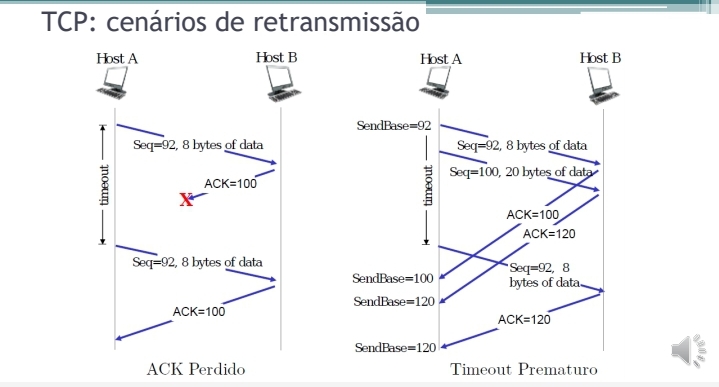 TCP: cenários de retransmissão
Host A
Host B
timeout
Seq=92, 8 bytes of data
ACK=100
X
Seq=92, 8 bytes of data
ACK=100
ACK Perdido
Host A
Host B
SendBase=92
timeout
Seq=92, 8 bytes of data
Seq=100, 20 bytes of data
ACK=100
ACK=120
Seq=92, 8
bytes of data
SendBase=100
SendBase=120
ACK=120
SendBase=120
Timeout Prematuro